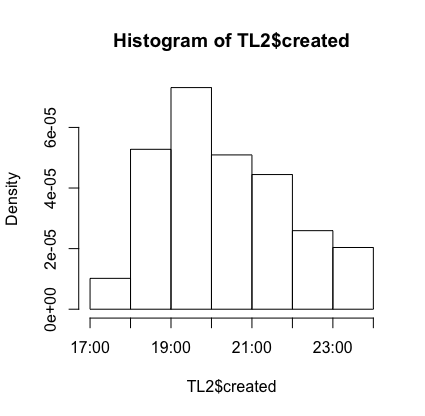 Histogram of TL2$created
Density
6e-05
4e-05
2e-05
0e+00
17:00 19:00 21:00 23:00
TL2$created